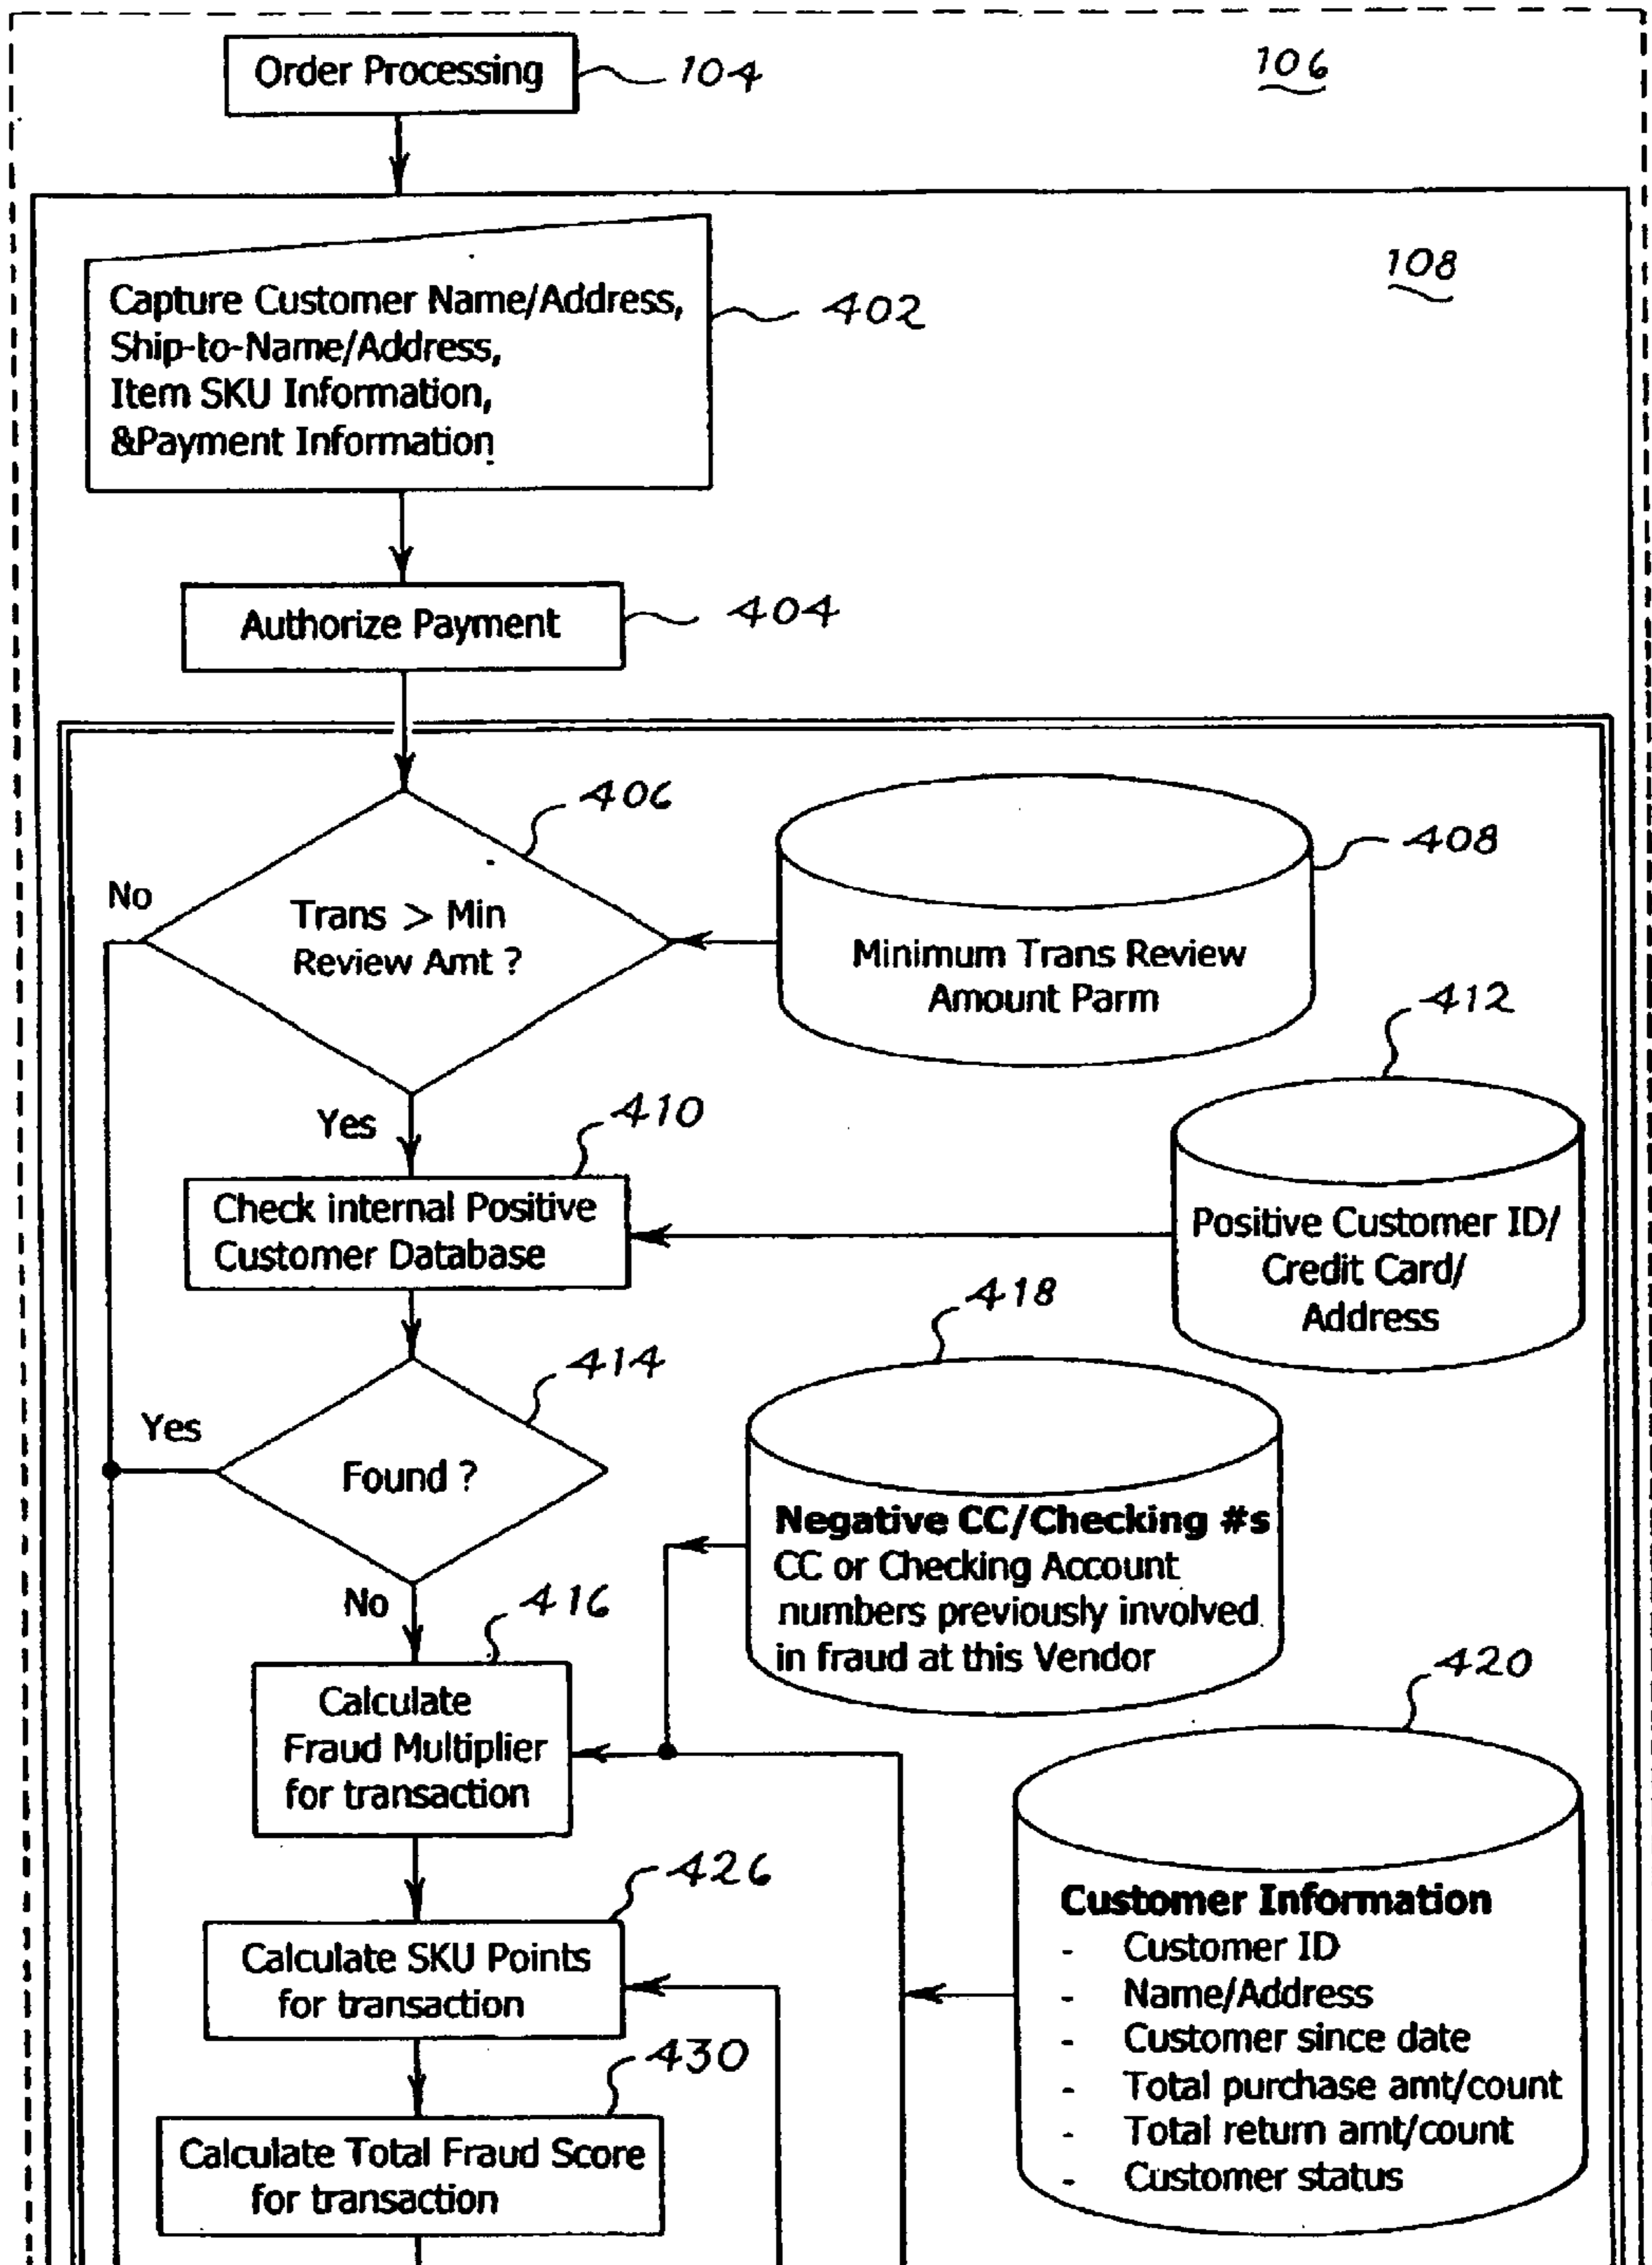 Order Processing
104
106
108
Capture Customer Name/Address,
Ship-to-Name/Address,
Item SKU Information,
&Payment Information
402
Authorize Payment
404
406
408
No
Trans > Min
Review Amt ?
Minimum Trans Review
Amount Parm
412
Yes
410
Check internal Positive
Customer Database
Positive Customer ID/
Credit Card/
Address
418
414
Yes
Found ?
Negative CC/Checking #s
CC or Checking Account
numbers previously involved
in fraud at this Vendor
No
416
420
Calculate
Fraud Multiplier
for transaction
426
Customer Information
- Customer ID
- Name/Address
- Customer since date
- Total purchase amt/count
- Total return amt/count
- Customer status
Calculate SKU Points
for transaction
430
Calculate Total Fraud Score
for transaction